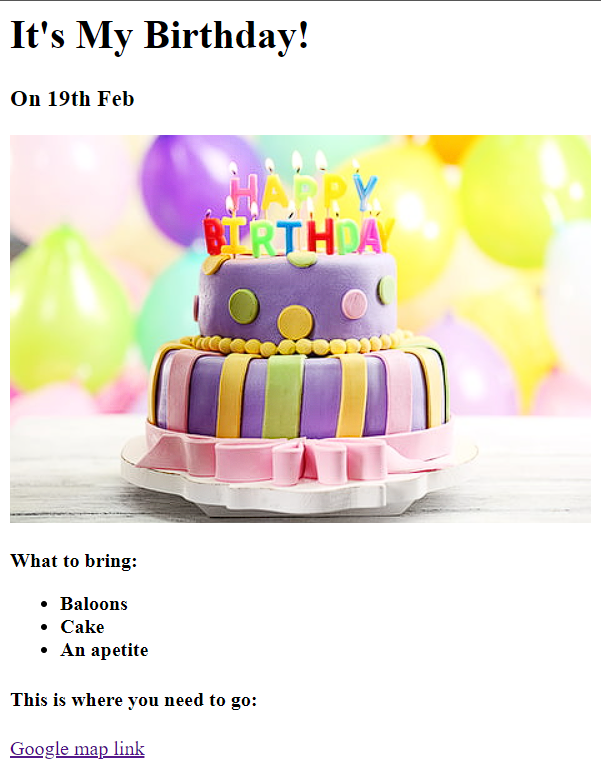 It's My Birthday!
On 19th Feb
HAPPY
BIRTHDAY
What to bring:
Baloons
Cake
An apetite
This is where you need to go:
Google map link